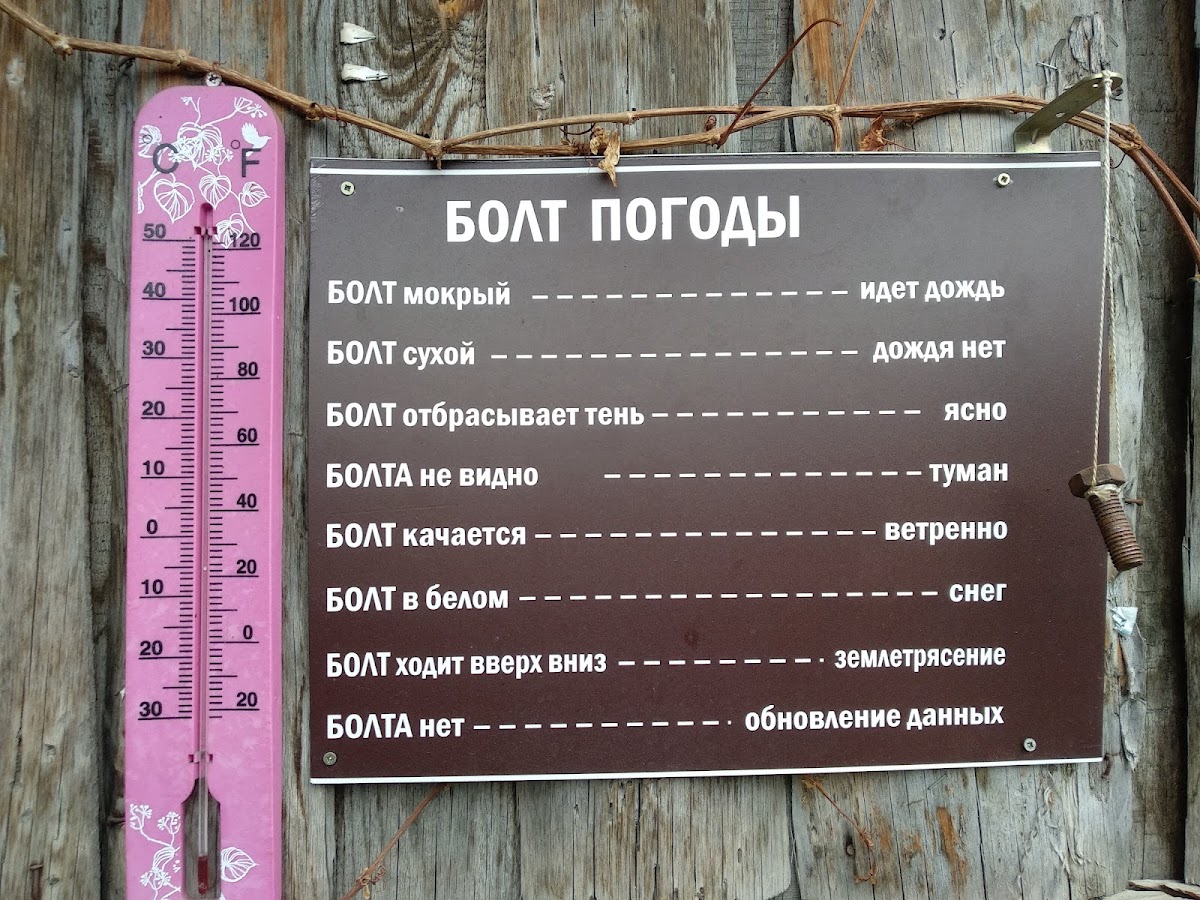 °C °F
50 120
40 100
30 80
20 60
10 40
0 20
10 0
20 20
30
БОЛТ ПОГОДЫ
БОЛТ мокрый – – – – – – – – – – – – – идет дождь
БОЛТ сухой – – – – – – – – – – – – – – – дождя нет
БОЛТ отбрасывает тень – – – – – – – – – – – ясно
БОЛТА не видно – – – – – – – – – – – – – туман
БОЛТ качается – – – – – – – – – – – – – – ветренно
БОЛТ в белом – – – – – – – – – – – – – – – – – снег
БОЛТ ходит вверх вниз – – – – – – – – · землетрясение
БОЛТА нет – – – – – – – – – – · обновление данных